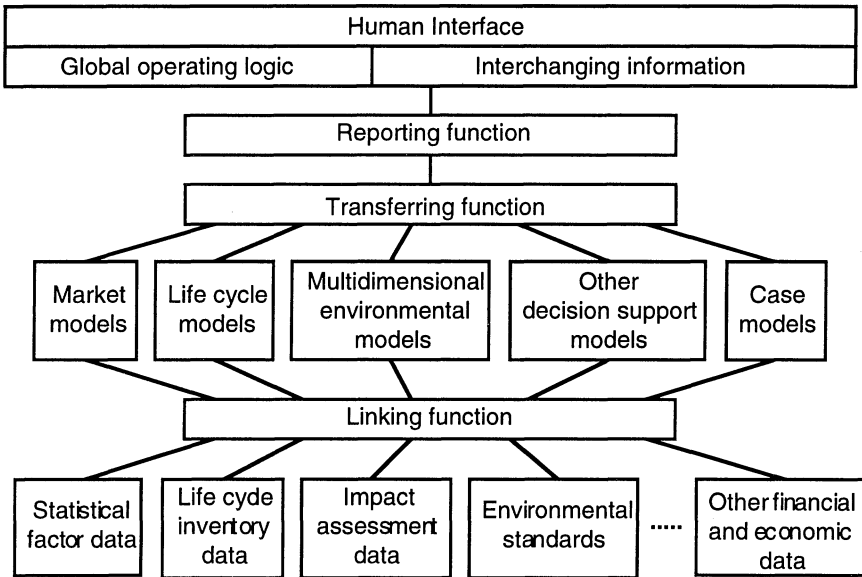 Human Interface
Global operating logic
Interchanging information
Reporting function
Transferring function
Market
models
Life cycle
models
Multidimensional
environmental
models
Other
decision support
models
Case
models
Linking function
Statistical
factor data
Life cycde
inventory
data
Impact
assessment
data
Environmental
standards
.....
Other financial
and economic
data